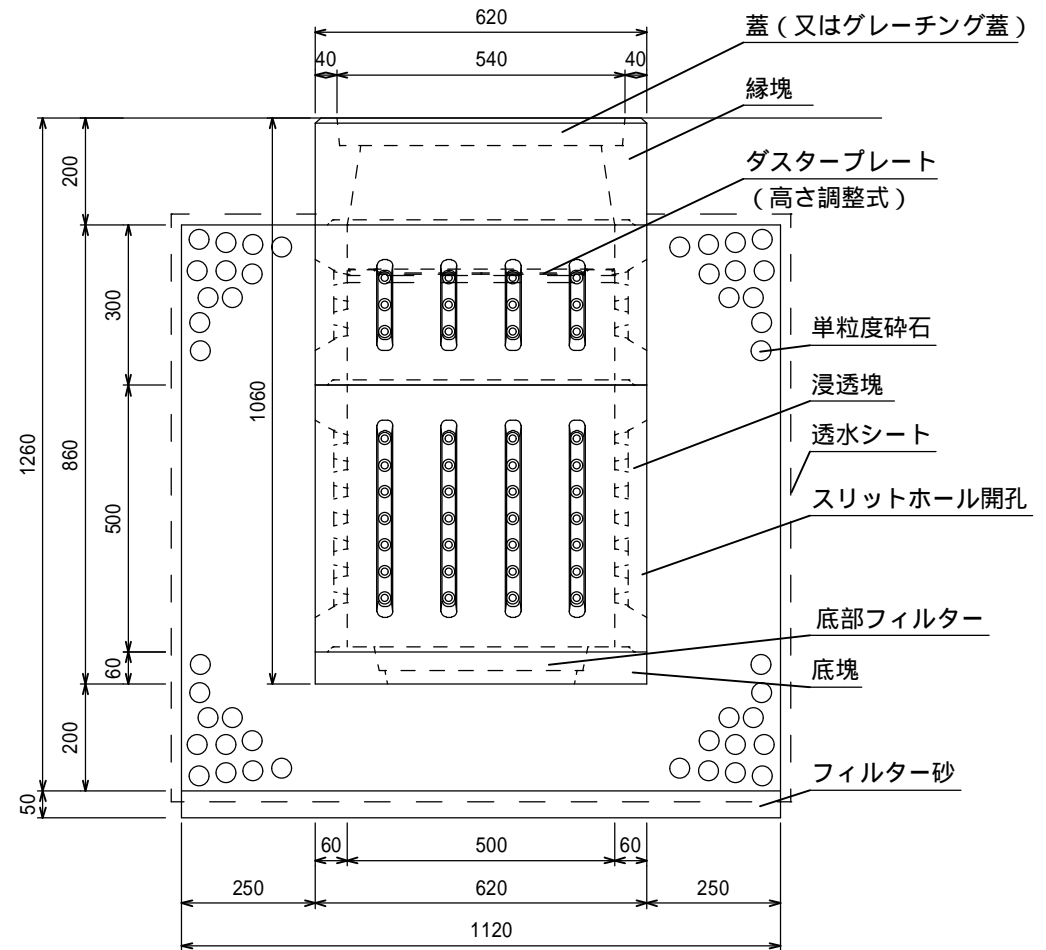 620
40
540
40
蓋（又はグレーチング蓋）
縁塊
ダスタープレート
（高さ調整式）
単粒度砕石
浸透塊
透水シート
スリットホール開孔
底部フィルター
底塊
フィルター砂
200
300
1060
1260
860
500
60
200
50
60
500
60
250
620
250
1120